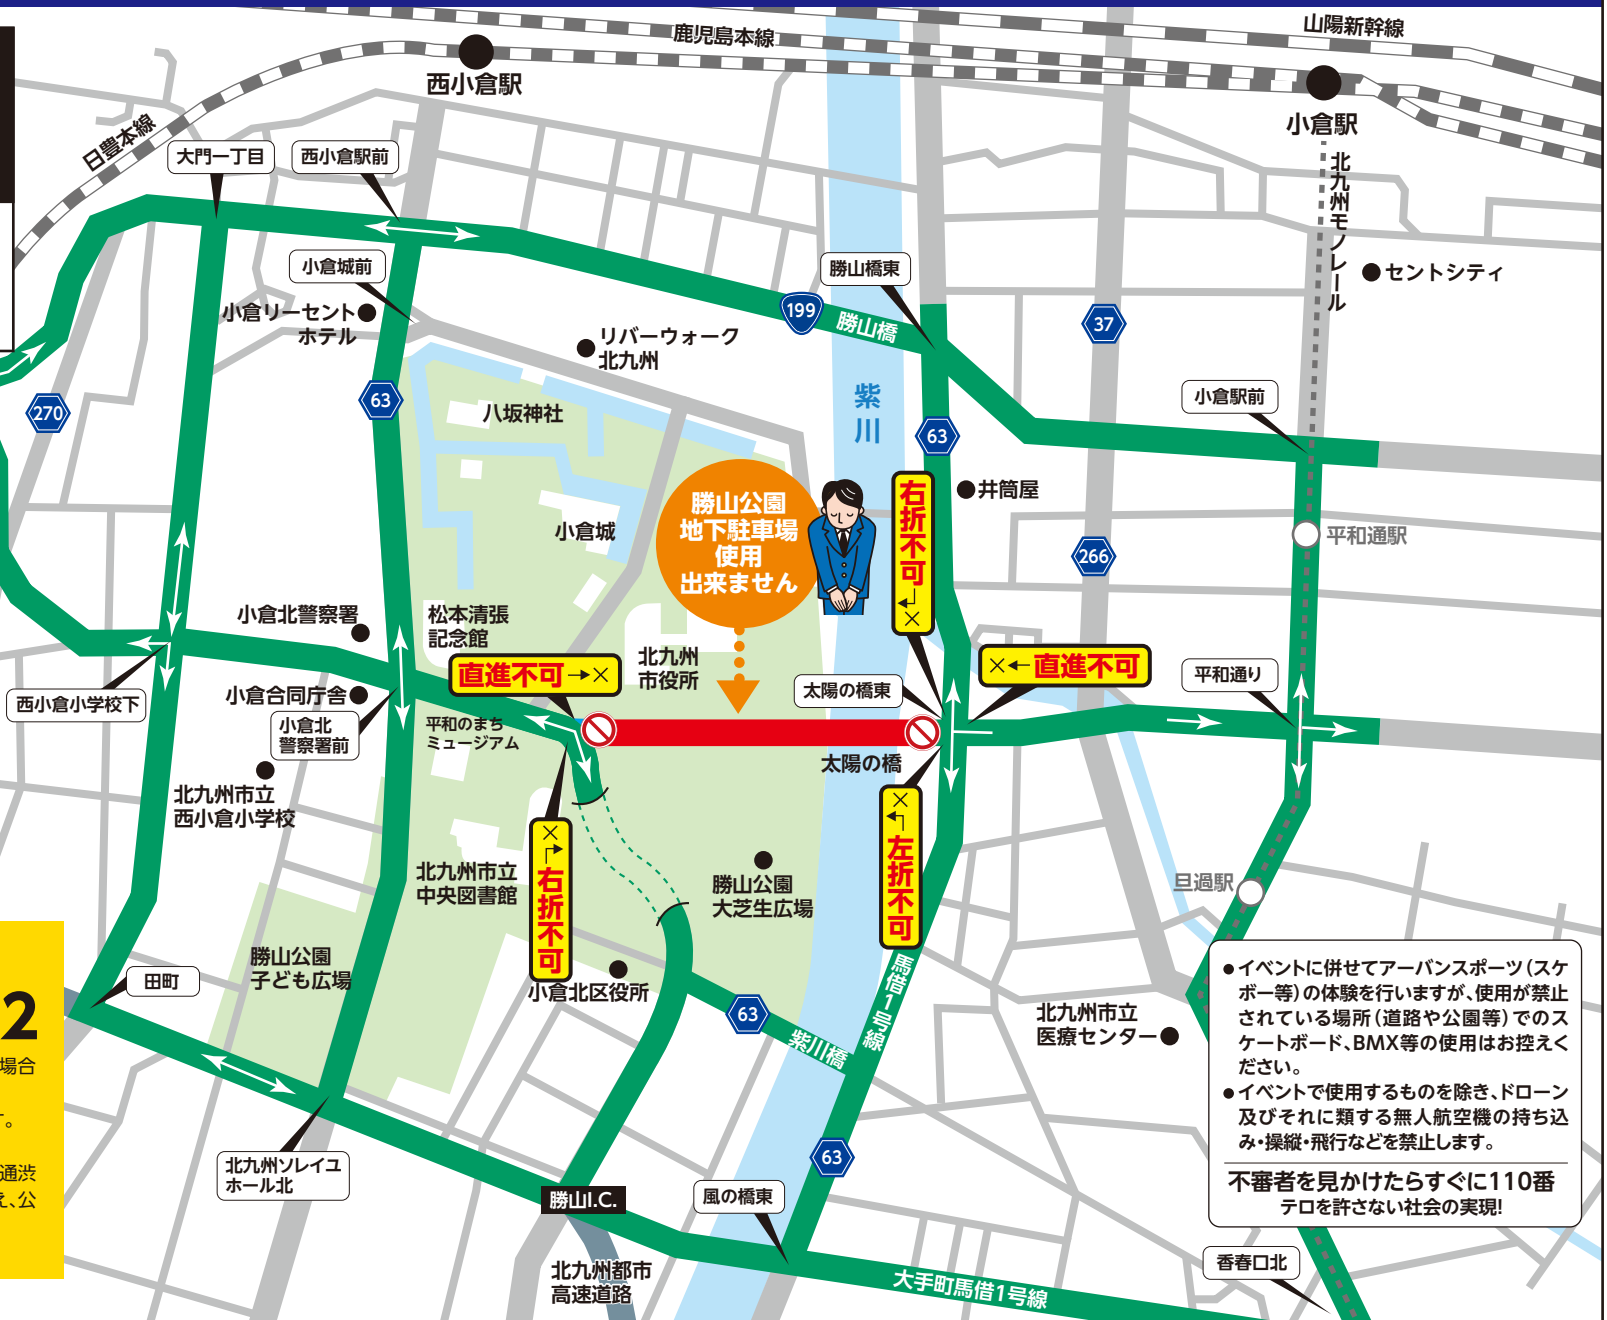 鹿児島本線
山陽新幹線
西小倉駅
小倉駅
日豊本線
大門一丁目
西小倉駅前
北九州モノレール
小倉城前
勝山橋東
セントシティ
小倉リーセント
ホテル
199
勝山橋
37
リバーウォーク
北九州
紫川
270
63
八坂神社
小倉駅前
63
勝山公園
地下駐車場
使用
出来ません
右折不可
井筒屋
小倉城
平和通駅
266
小倉北警察署
松本清張
記念館
直進不可→×
北九州
市役所
×←直進不可
太陽の橋東
平和通り
西小倉小学校下
小倉合同庁舎
小倉北
警察署前
平和のまち
ミュージアム
太陽の橋
北九州市立
西小倉小学校
×
右折不可
×
左折不可
北九州市立
中央図書館
勝山公園
大芝生広場
旦過駅
勝山公園
子ども広場
田町
小倉北区役所
馬借1号線
63
紫川橋
北九州市立
医療センター
2
場合
す。
通渋
え、公
●イベントに併せてアーバンスポーツ(スケ
ボー等)の体験を行いますが、使用が禁止
されている場所(道路や公園等)でのス
ケートボード、BMX等の使用はお控えく
ださい。
●イベントで使用するものを除き、ドローン
及びそれに類する無人航空機の持ち込
み・操縦・飛行などを禁止します。
不審者を見かけたらすぐに110番
テロを許さない社会の実現!
北九州ソレイユ
ホール北
勝山I.C.
風の橋東
63
北九州都市
高速道路
大手町馬借1号線
香春口北